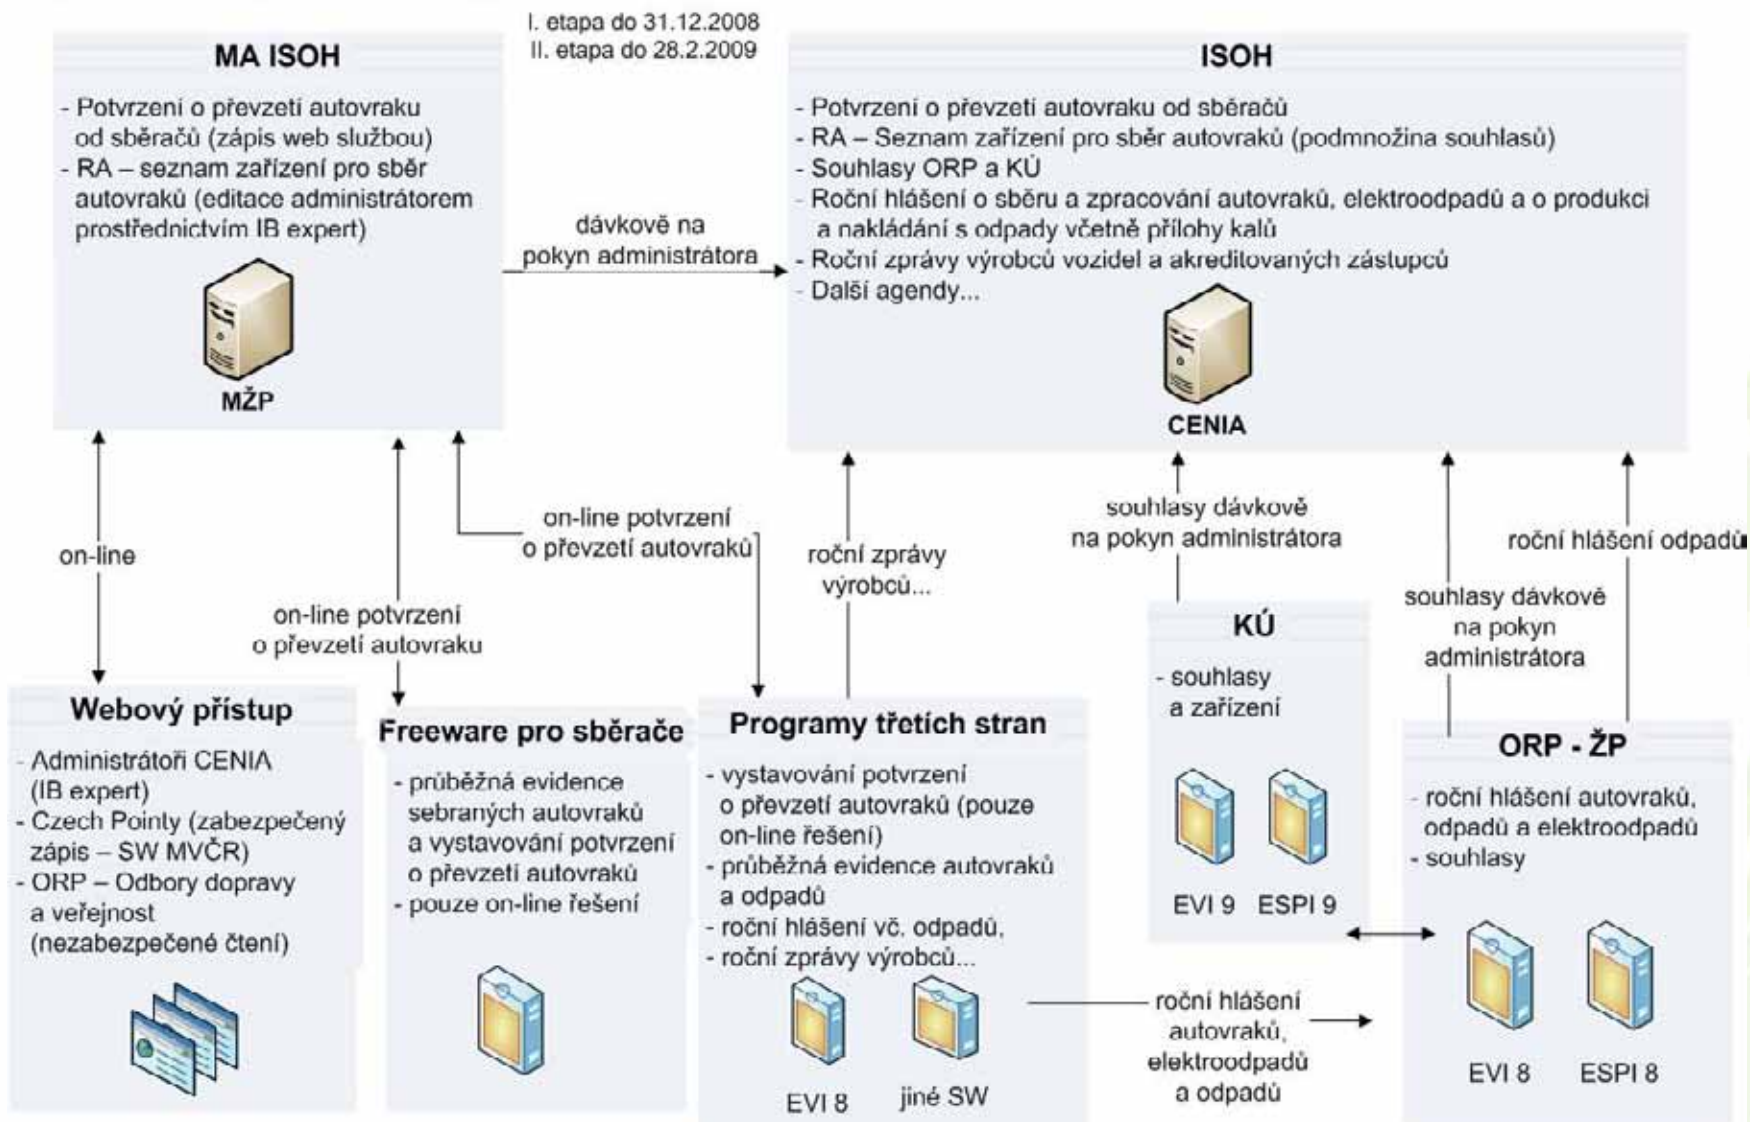 I. etapa do 31.12.2008
II. etapa do 28.2.2009
MA ISOH
- Potvrzení o převzetí autovraku
od sběračů (zápis web službou)
- RA – seznam zařízení pro sběr
autovraků (editace administrátorem
prostřednictvím IB expert)
MŽP
dávkově na
pokyn administrátora
ISOH
- Potvrzení o převzetí autovraku od sběračů
- RA – Seznam zařízení pro sběr autovraků (podmnožina souhlasů)
- Souhlasy ORP a KÚ
- Roční hlášení o sběru a zpracování autovraků, elektroodpadů a o produkci
a nakládání s odpady včetně přílohy kalů
- Roční zprávy výrobců vozidel a akreditovaných zástupců
- Další agendy...
CENIA
on-line
on-line potvrzení
o převzetí autovraku
on-line potvrzení
o převzetí autovraků
roční zprávy
výrobců...
souhlasy dávkově
na pokyn administrátora
souhlasy dávkově
na pokyn
administrátora
roční hlášení odpadů
Webový přístup
- Administrátoři CENIA
(IB expert)
- Czech Pointy (zabezpečený
zápis – SW MVČR)
- ORP – Odbory dopravy
a veřejnost
(nezabezpečené čtení)
Freeware pro sběrače
- průběžná evidence
sebraných autovraků
a vystavování potvrzení
o převzetí autovraků
- pouze on-line řešení
Programy třetích stran
- vystavování potvrzení
o převzetí autovraků (pouze
on-line řešení)
- průběžná evidence autovraků
a odpadů
- roční hlášení vč. odpadů,
- roční zprávy výrobců...
EVI 8
jiné SW
roční hlášení
autovraků,
elektroodpadů
a odpadů
KÚ
- souhlasy
a zařízení
EVI 9
ESPI 9
ORP - ŽP
- roční hlášení autovraků,
odpadů a elektroodpadů
- souhlasy
EVI 8
ESPI 8